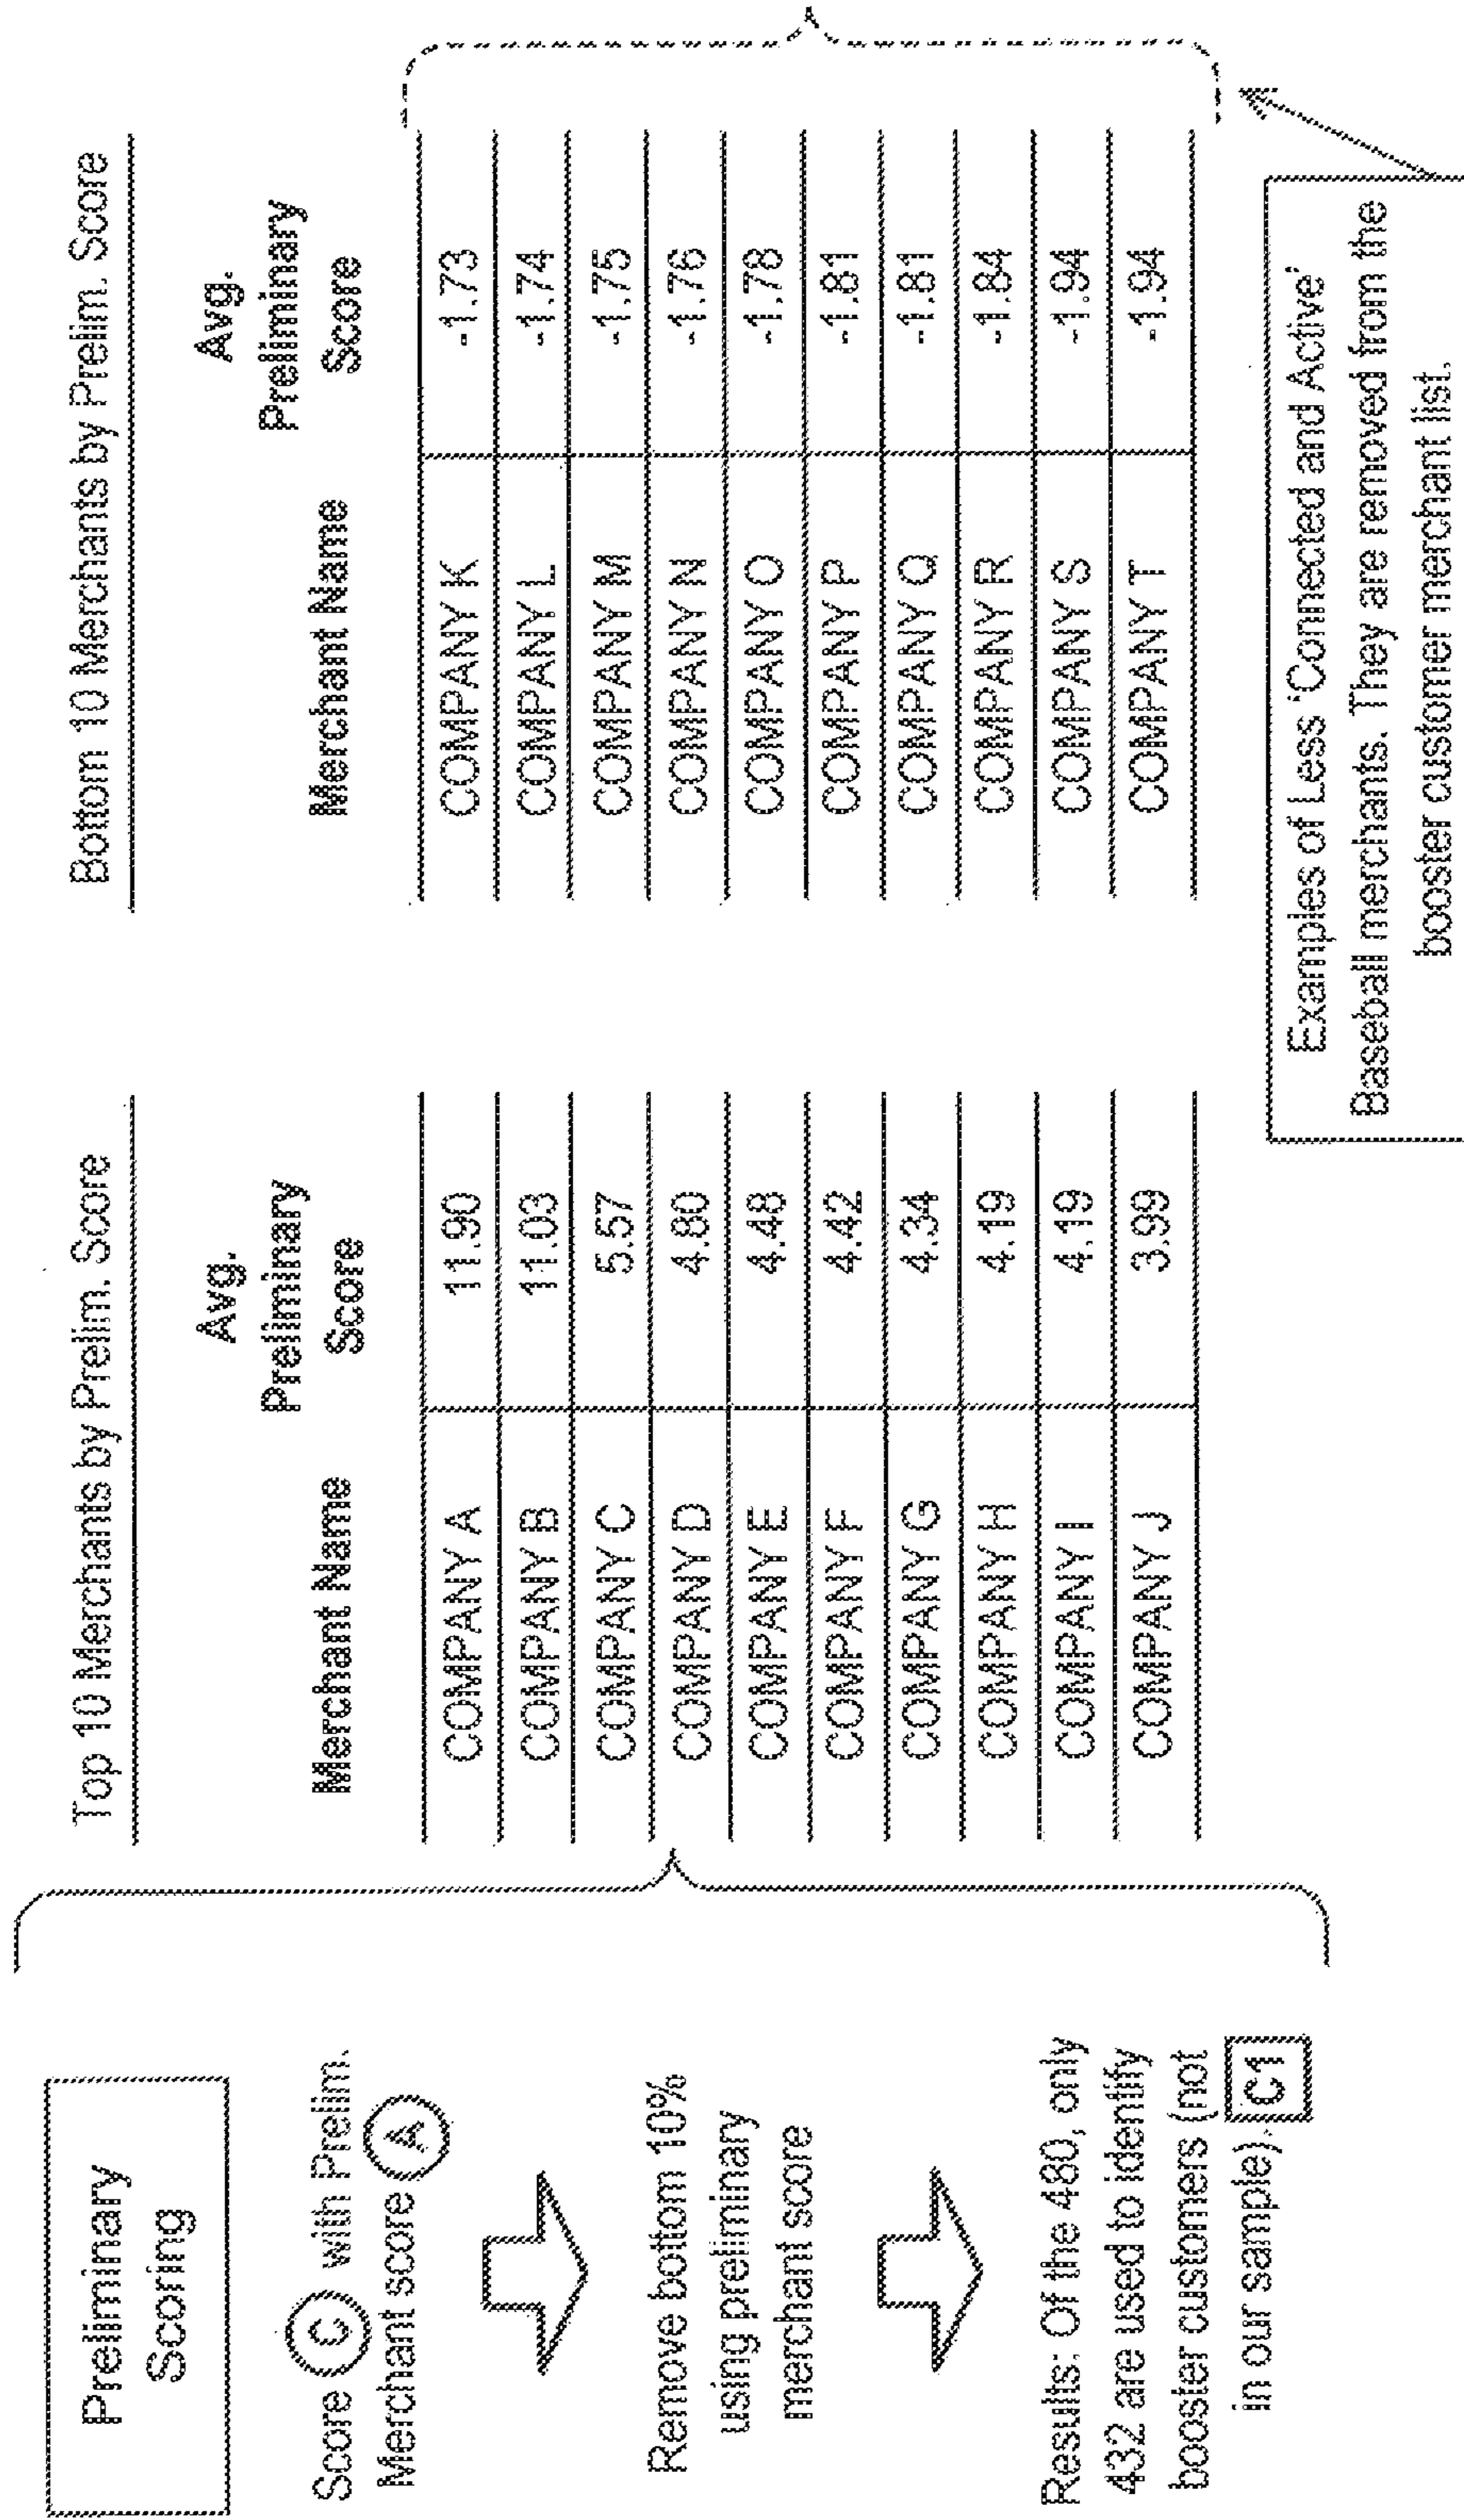 Preliminary
Scoring
Score C with Prelim.
Merchant score A
Remove bottom 10%
using preliminary
merchant score
Results: Of the 480, only
432 are used to identify
booster customers (not
in our sample). C1
Top 10 Merchants by Prelim. Score
Avg.
Preliminary
Merchant Name Score
COMPANY A 11.90
COMPANY B 11.03
COMPANY C 5.57
COMPANY D 4.80
COMPANY E 4.48
COMPANY F 4.42
COMPANY G 4.34
COMPANY H 4.19
COMPANY I 4.19
COMPANY J 3.99
Bottom 10 Merchants by Prelim. Score
Avg.
Preliminary
Merchant Name Score
COMPANY K -1.73
COMPANY L -1.74
COMPANY M -1.75
COMPANY N -1.76
COMPANY O -1.78
COMPANY P -1.81
COMPANY Q -1.81
COMPANY R -1.84
COMPANY S -1.94
COMPANY T -1.94
Examples of Less 'Connected and Active'
Baseball merchants. They are removed from the
booster customer merchant list.